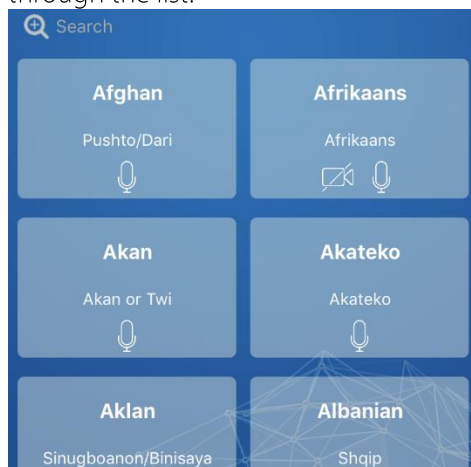 through the list.
Search
Afghan
Pushto/Dari
Afrikaans
Afrikaans
Akan
Akan or Twi
Akateko
Akateko
Aklan
Sinugboanon/Binisaya
Albanian
Shqip